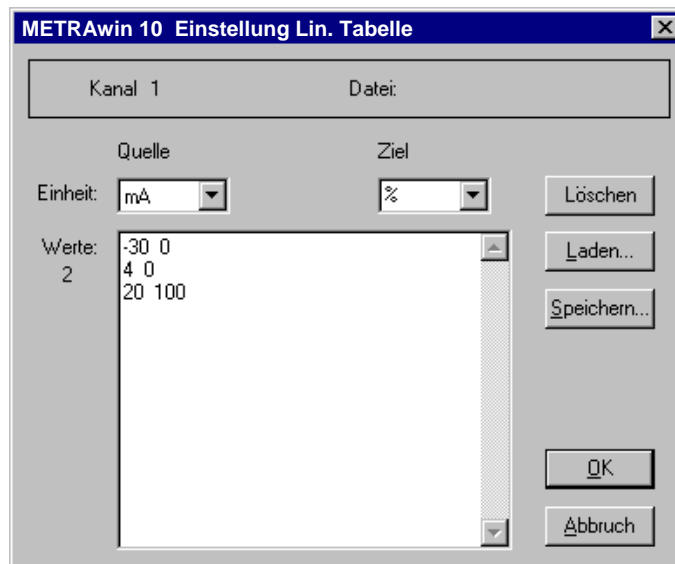 METRAwin 10 Einstellung Lin. Tabelle
Kanal 1 Datei:
Quelle Ziel
Einheit: mA % Löschen
Werte: -30 0 Laden...
2 4 0
20 100 Speichern...
OK
Abbruch